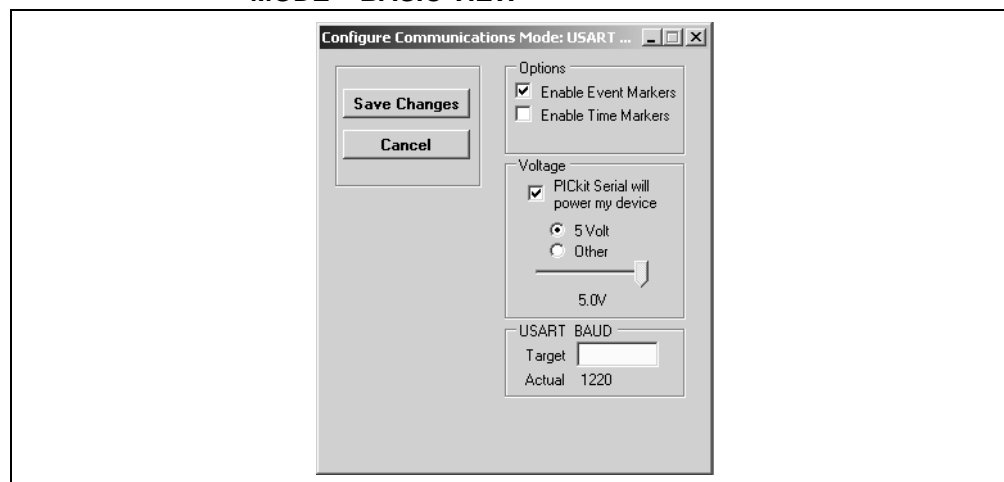 MODE – BASIC VIEW
Configure Communications Mode: USART ...
Save Changes
Cancel
Options
Enable Event Markers
Enable Time Markers
Voltage
PICkit Serial will
power my device
5 Volt
Other
5.0V
USART BAUD
Target
Actual 1220